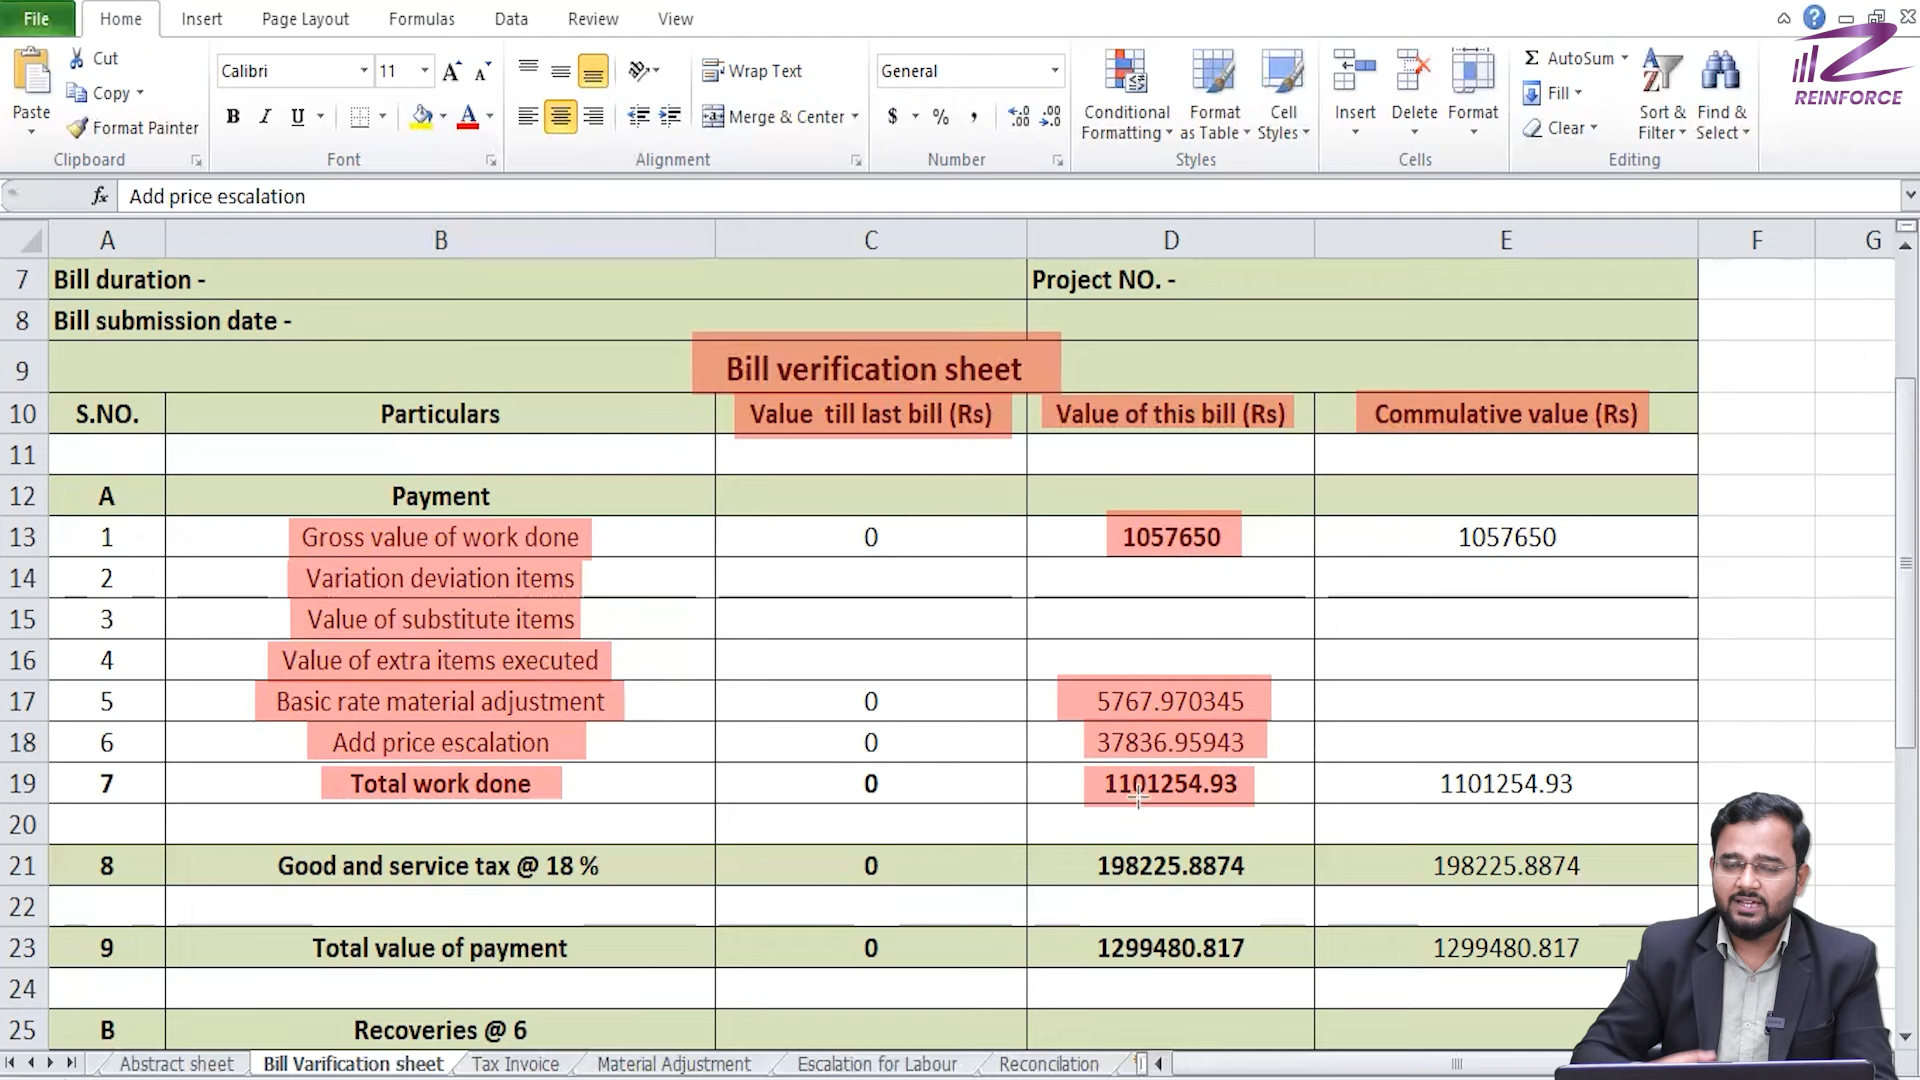 File Home Insert Page Layout Formulas Data Review View
Z
REINFORCE
Paste Cut Copy Format Painter
Calibri 11
B I U A
Wrap Text
Merge & Center
General
$ % ,
Conditional Formatting Format as Table Cell Styles
Insert Delete Format
AutoSum Fill Clear
Sort & Filter Find & Select
Clipboard Font Alignment Number Styles Cells Editing
fx Add price escalation
A B C D E F G
7 Bill duration - Project NO. -
8 Bill submission date -
9 Bill verification sheet
10 S.NO. Particulars Value till last bill (Rs) Value of this bill (Rs) Commulative value (Rs)
11
12 A Payment
13 1 Gross value of work done 0 1057650 1057650
14 2 Variation deviation items
15 3 Value of substitute items
16 4 Value of extra items executed
17 5 Basic rate material adjustment 0 5767.970345
18 6 Add price escalation 0 37836.95943
19 7 Total work done 0 1101254.93 1101254.93
20
21 8 Good and service tax @ 18 % 0 198225.8874 198225.8874
22
23 9 Total value of payment 0 1299480.817 1299480.817
24
25 B Recoveries @ 6
Abstract sheet Bill Varification sheet Tax Invoice Material Adjustment Escalation for Labour Reconcilation